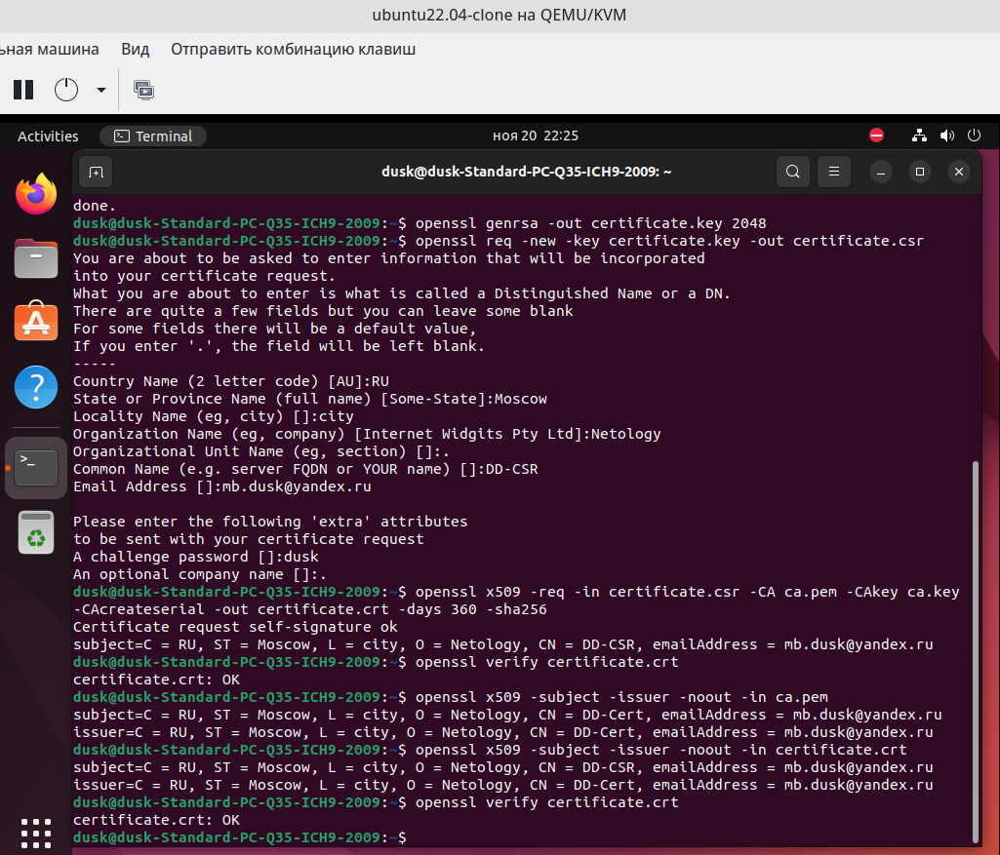 ubuntu22.04-clone на QEMU/KVM
ьная машина Вид Отправить комбинацию клавиш
Activities Terminal ноя 20 22:25
dusk@dusk-Standard-PC-Q35-ICH9-2009: ~
done.
dusk@dusk-Standard-PC-Q35-ICH9-2009:~$ openssl genrsa -out certificate.key 2048
dusk@dusk-Standard-PC-Q35-ICH9-2009:~$ openssl req -new -key certificate.key -out certificate.csr
You are about to be asked to enter information that will be incorporated
into your certificate request.
What you are about to enter is what is called a Distinguished Name or a DN.
There are quite a few fields but you can leave some blank
For some fields there will be a default value,
If you enter '.', the field will be left blank.
-----
Country Name (2 letter code) [AU]:RU
State or Province Name (full name) [Some-State]:Moscow
Locality Name (eg, city) []:city
Organization Name (eg, company) [Internet Widgits Pty Ltd]:Netology
Organizational Unit Name (eg, section) []:.
Common Name (e.g. server FQDN or YOUR name) []:DD-CSR
Email Address []:mb.dusk@yandex.ru

Please enter the following 'extra' attributes
to be sent with your certificate request
A challenge password []:dusk
An optional company name []:.
dusk@dusk-Standard-PC-Q35-ICH9-2009:~$ openssl x509 -req -in certificate.csr -CA ca.pem -CAkey ca.key
-CAcreateserial -out certificate.crt -days 360 -sha256
Certificate request self-signature ok
subject=C = RU, ST = Moscow, L = city, O = Netology, CN = DD-CSR, emailAddress = mb.dusk@yandex.ru
dusk@dusk-Standard-PC-Q35-ICH9-2009:~$ openssl verify certificate.crt
certificate.crt: OK
dusk@dusk-Standard-PC-Q35-ICH9-2009:~$ openssl x509 -subject -issuer -noout -in ca.pem
subject=C = RU, ST = Moscow, L = city, O = Netology, CN = DD-Cert, emailAddress = mb.dusk@yandex.ru
issuer=C = RU, ST = Moscow, L = city, O = Netology, CN = DD-Cert, emailAddress = mb.dusk@yandex.ru
dusk@dusk-Standard-PC-Q35-ICH9-2009:~$ openssl x509 -subject -issuer -noout -in certificate.crt
subject=C = RU, ST = Moscow, L = city, O = Netology, CN = DD-CSR, emailAddress = mb.dusk@yandex.ru
issuer=C = RU, ST = Moscow, L = city, O = Netology, CN = DD-Cert, emailAddress = mb.dusk@yandex.ru
dusk@dusk-Standard-PC-Q35-ICH9-2009:~$ openssl verify certificate.crt
certificate.crt: OK
dusk@dusk-Standard-PC-Q35-ICH9-2009:~$